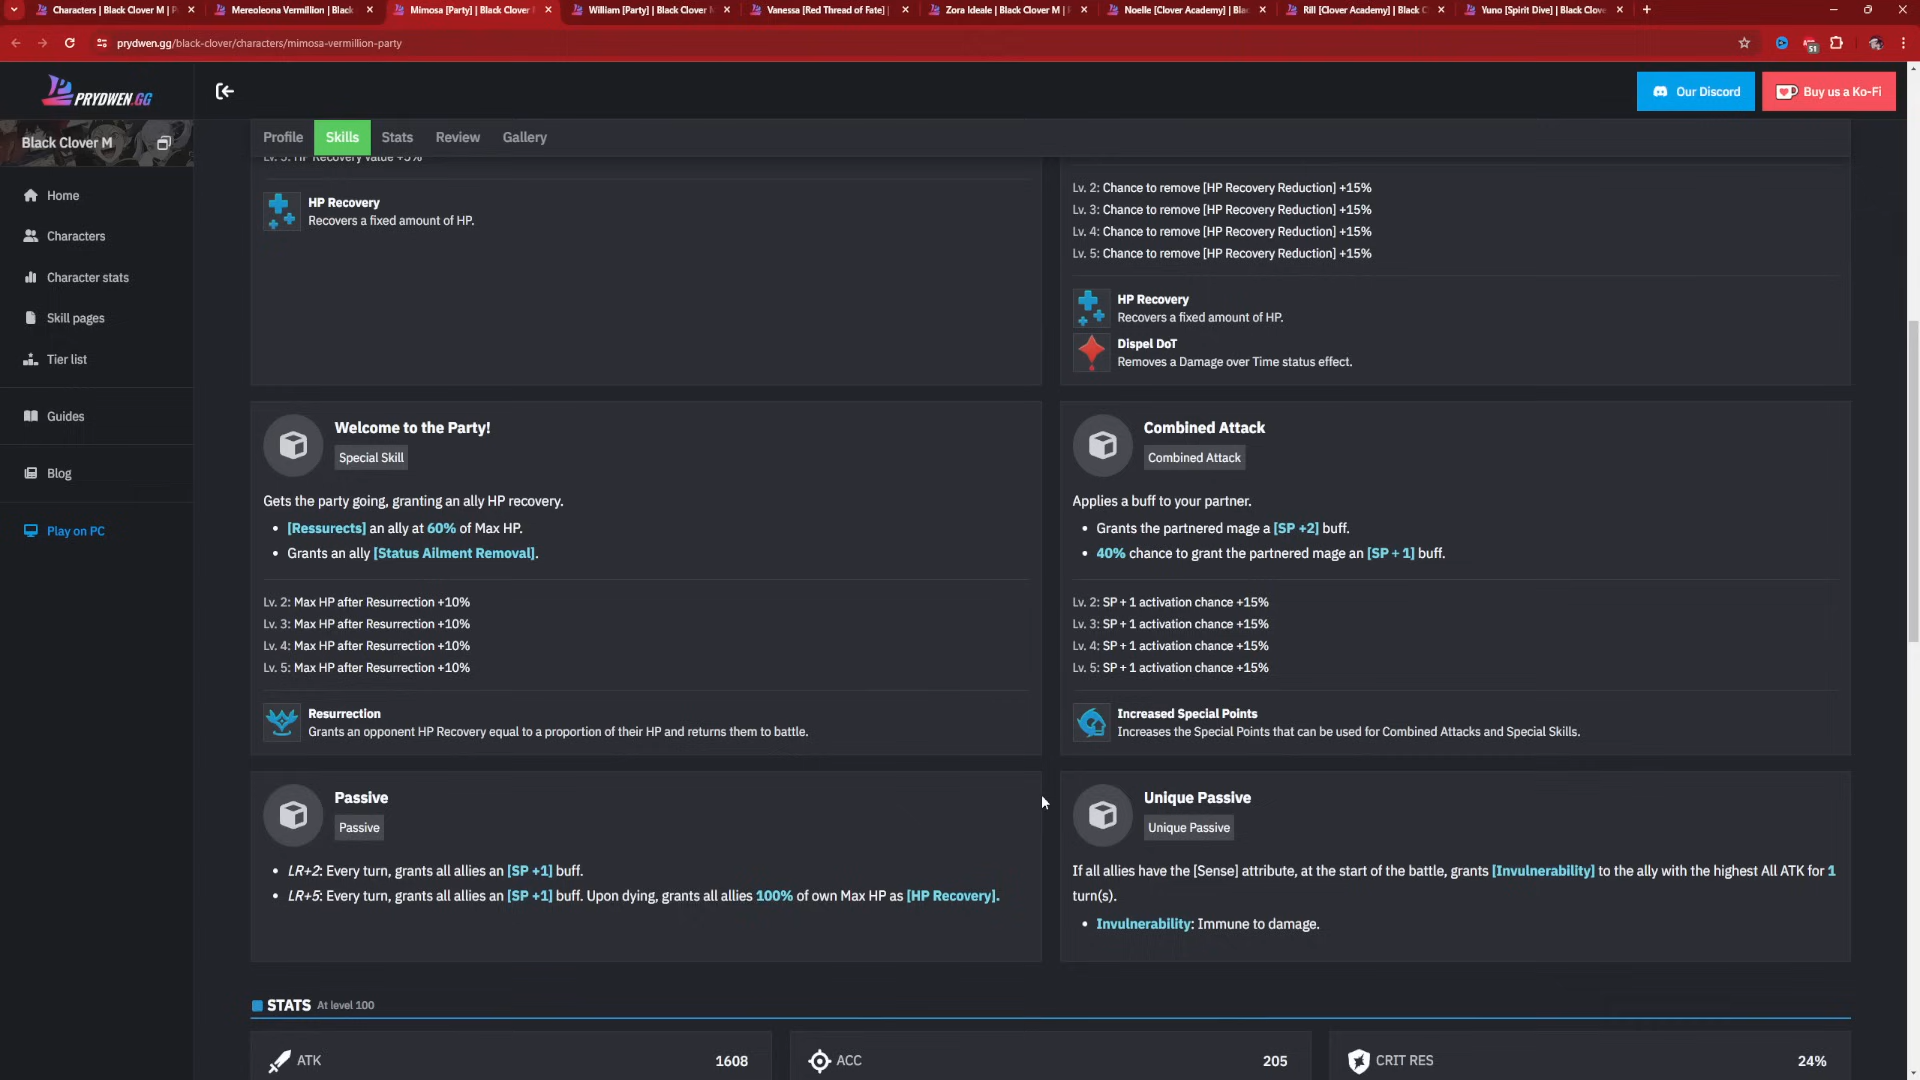 Characters | Black Clover M | P
Mereoleona Vermillion | Black
Mimosa [Party] | Black Clover
William [Party] | Black Clover
Vanessa [Red Thread of Fate] |
Zora Ideale | Black Clover M |
Noelle [Clover Academy] | Bla
Rill [Clover Academy] | Black C
Yuno [Spirit Dive] | Black Clove
prydwen.gg/black-clover/characters/mimosa-vermillion-party
51
PRYDWEN.GG
Our Discord
Buy us a Ko-Fi
Black Clover M
Profile
Skills
Stats
Review
Gallery
Home
Characters
Character stats
Skill pages
Tier list
Guides
Blog
Play on PC
Lv. 5: HP Recovery value +5%
HP Recovery
Recovers a fixed amount of HP.
Lv. 2: Chance to remove [HP Recovery Reduction] +15%
Lv. 3: Chance to remove [HP Recovery Reduction] +15%
Lv. 4: Chance to remove [HP Recovery Reduction] +15%
Lv. 5: Chance to remove [HP Recovery Reduction] +15%
HP Recovery
Recovers a fixed amount of HP.
Dispel DoT
Removes a Damage over Time status effect.
Welcome to the Party!
Special Skill
Gets the party going, granting an ally HP recovery.
[Ressurects] an ally at 60% of Max HP.
Grants an ally [Status Ailment Removal].
Lv. 2: Max HP after Resurrection +10%
Lv. 3: Max HP after Resurrection +10%
Lv. 4: Max HP after Resurrection +10%
Lv. 5: Max HP after Resurrection +10%
Resurrection
Grants an opponent HP Recovery equal to a proportion of their HP and returns them to battle.
Combined Attack
Combined Attack
Applies a buff to your partner.
Grants the partnered mage a [SP +2] buff.
40% chance to grant the partnered mage an [SP + 1] buff.
Lv. 2: SP + 1 activation chance +15%
Lv. 3: SP + 1 activation chance +15%
Lv. 4: SP + 1 activation chance +15%
Lv. 5: SP + 1 activation chance +15%
Increased Special Points
Increases the Special Points that can be used for Combined Attacks and Special Skills.
Passive
Passive
LR+2: Every turn, grants all allies an [SP +1] buff.
LR+5: Every turn, grants all allies an [SP +1] buff. Upon dying, grants all allies 100% of own Max HP as [HP Recovery].
Unique Passive
Unique Passive
If all allies have the [Sense] attribute, at the start of the battle, grants [Invulnerability] to the ally with the highest All ATK for 1
turn(s).
Invulnerability: Immune to damage.
STATS At level 100
ATK 1608
ACC 205
CRIT RES 24%